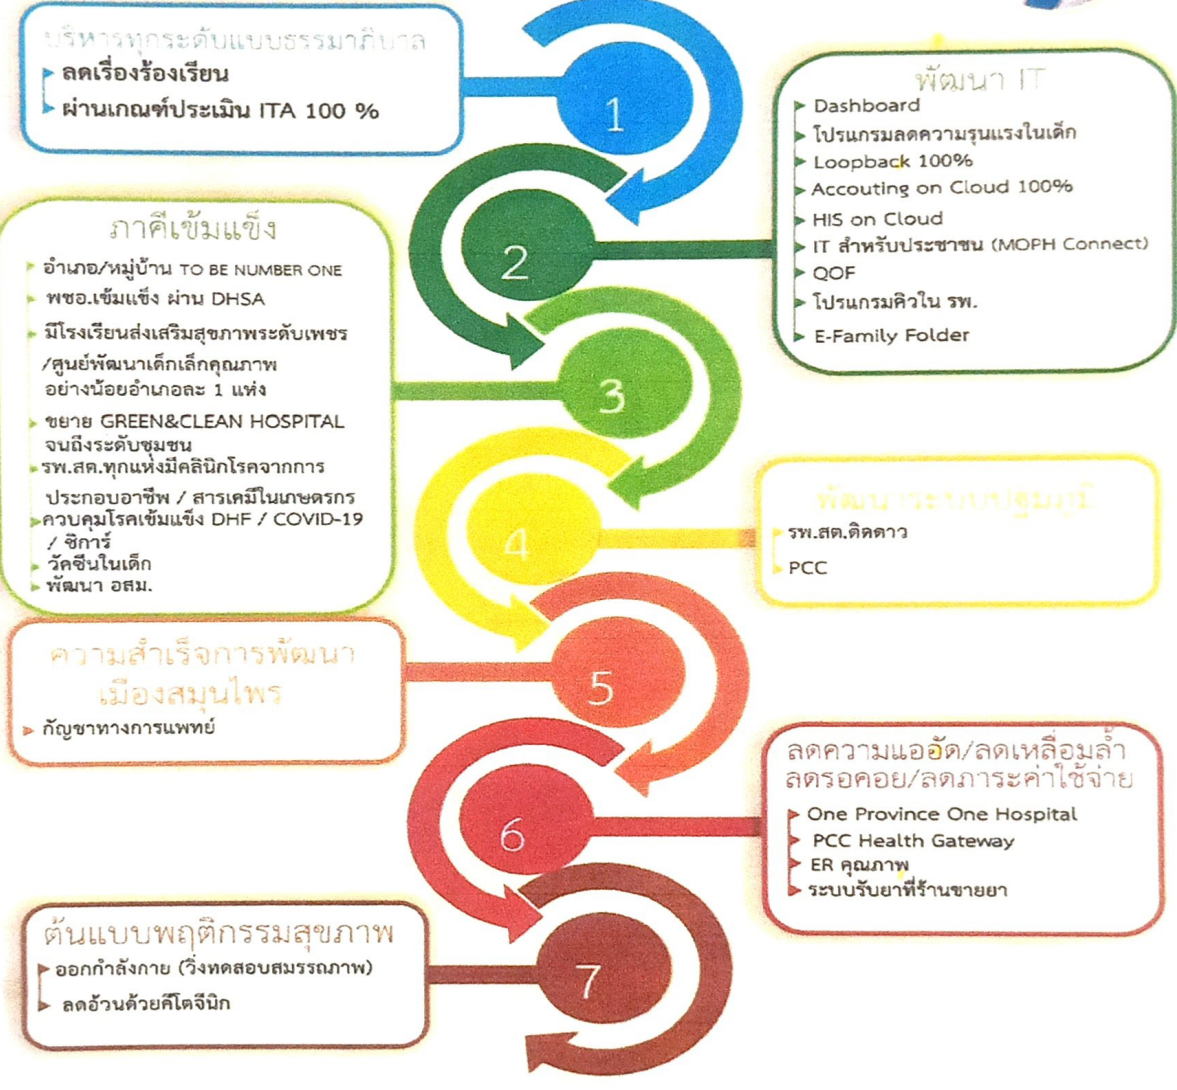 บริหารทุกระดับแบบธรรมาภิบาล
ลดเรื่องร้องเรียน
ผ่านเกณฑ์ประเมิน ITA 100 %
1
พัฒนา IT
Dashboard
โปรแกรมลดความรุนแรงในเด็ก
Loopback 100%
Accouting on Cloud 100%
HIS on Cloud
IT สำหรับประชาชน (MOPH Connect)
QOF
โปรแกรมคิวใน รพ.
E-Family Folder
2
ภาคีเข้มแข็ง
อำเภอ/หมู่บ้าน TO BE NUMBER ONE
พชอ.เข้มแข็ง ผ่าน DHSA
มีโรงเรียนส่งเสริมสุขภาพระดับเพชร
/ศูนย์พัฒนาเด็กเล็กคุณภาพ
อย่างน้อยอำเภอละ 1 แห่ง
ขยาย GREEN&CLEAN HOSPITAL
จนถึงระดับชุมชน
รพ.สต.ทุกแห่งมีคลินิกโรคจากการ
ประกอบอาชีพ / สารเคมีในเกษตรกร
ควบคุมโรคเข้มแข็ง DHF / COVID-19
/ ซิการ์
วัคซีนในเด็ก
พัฒนา อสม.
3
พัฒนาระบบปฐมภูมิ
รพ.สต.ติดดาว
PCC
4
ความสำเร็จการพัฒนา
เมืองสมุนไพร
กัญชาทางการแพทย์
5
ลดความแออัด/ลดเหลื่อมล้ำ
ลดรอคอย/ลดภาระค่าใช้จ่าย
One Province One Hospital
PCC Health Gateway
ER คุณภาพ
ระบบรับยาที่ร้านขายยา
6
ต้นแบบพฤติกรรมสุขภาพ
ออกกำลังกาย (วิ่งทดสอบสมรรถภาพ)
ลดอ้วนด้วยคีโตจีนิก
7